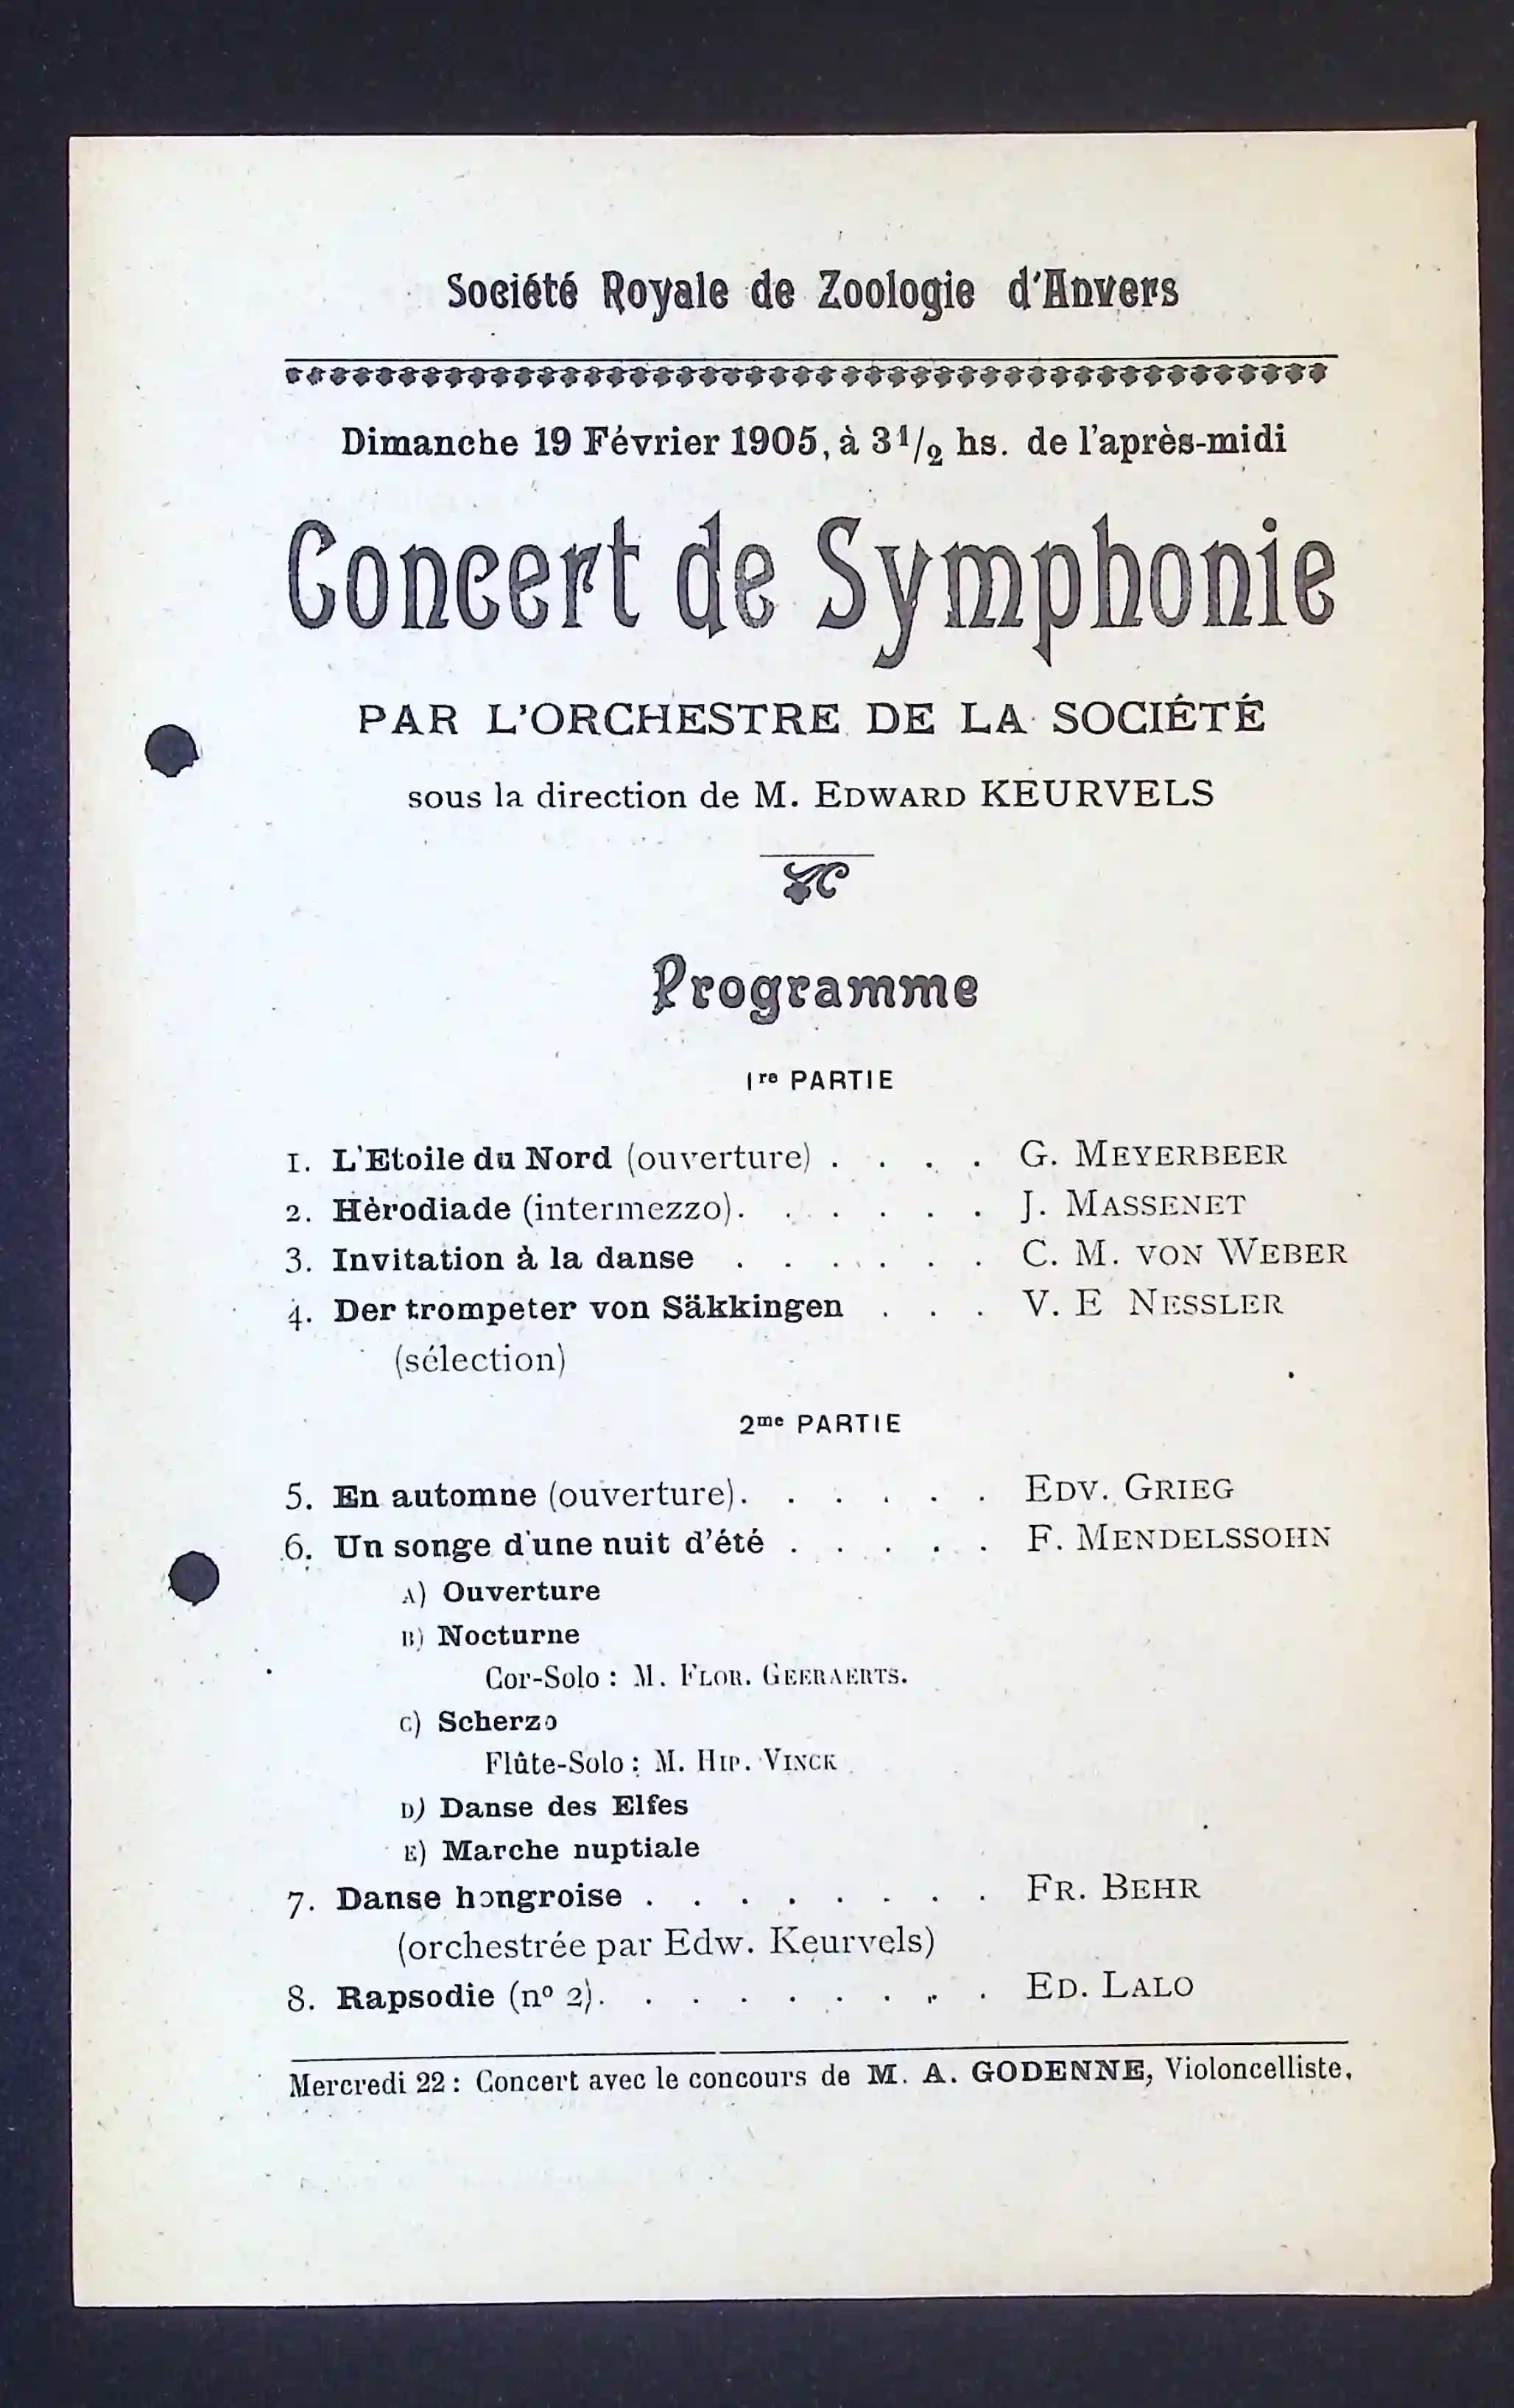 Société Royale de Zoologie d'Anvers
Dimanche 19 Février 1905, à 3 1/2 hs. de l'après-midi
Concert de Symphonie
PAR L'ORCHESTRE DE LA SOCIÉTÉ
sous la direction de M. EDWARD KEURVELS
Programme
1re PARTIE
1. L'Etoile du Nord (ouverture) . . . . G. MEYERBEER
2. Hèrodiade (intermezzo). . . . . . J. MASSENET
3. Invitation à la danse . . . . . . C. M. VON WEBER
4. Der trompeter von Säkkingen . . . V. E NESSLER
(sélection)
2me PARTIE
5. En automne (ouverture). . . . . . EDV. GRIEG
6. Un songe d'une nuit d'été . . . . . F. MENDELSSOHN
A) Ouverture
B) Nocturne
Cor-Solo : M. FLOR. GEERAERTS.
C) Scherzo
Flûte-Solo : M. HIP. VINCK
D) Danse des Elfes
E) Marche nuptiale
7. Danse hongroise . . . . . . . . FR. BEHR
(orchestrée par Edw. Keurvels)
8. Rapsodie (no 2). . . . . . . . . ED. LALO
Mercredi 22 : Concert avec le concours de M. A. GODENNE, Violoncelliste.